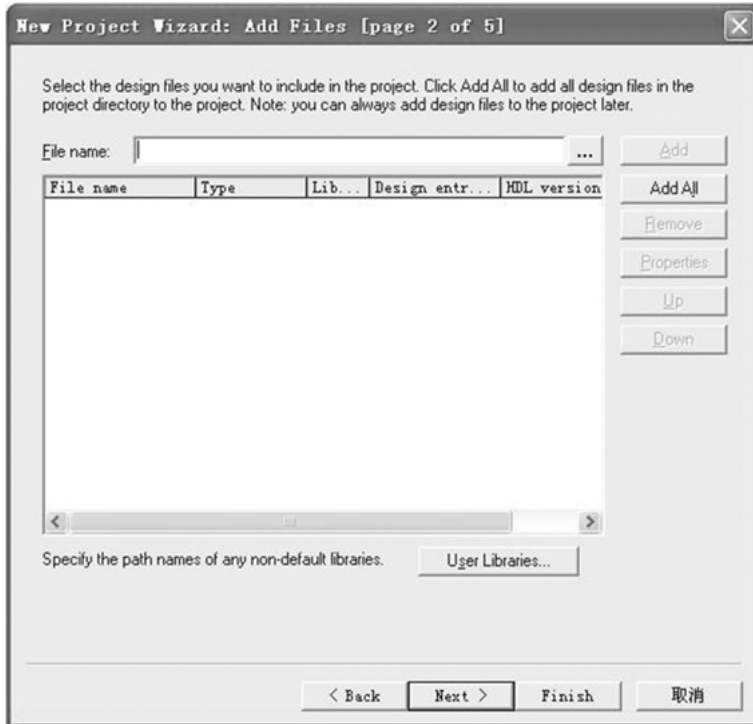 New Project Wizard: Add Files [page 2 of 5]
Select the design files you want to include in the project. Click Add All to add all design files in the
project directory to the project. Note: you can always add design files to the project later.
File name: ... Add
File name Type Lib... Design entr... HDL version Add All
Remove
Properties
Up
Down
Specify the path names of any non-default libraries. User Libraries...
< Back Next > Finish 取消